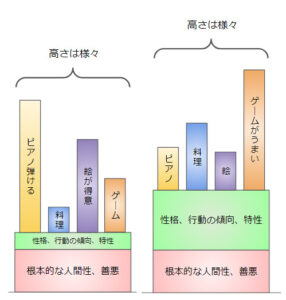 高さは様々
ピアノ弾ける
料理
絵が得意
ゲーム
性格、行動の傾向、特性
根本的な人間性、善悪
高さは様々
ピアノ
料理
絵
ゲームがうまい
性格、行動の傾向、特性
根本的な人間性、善悪